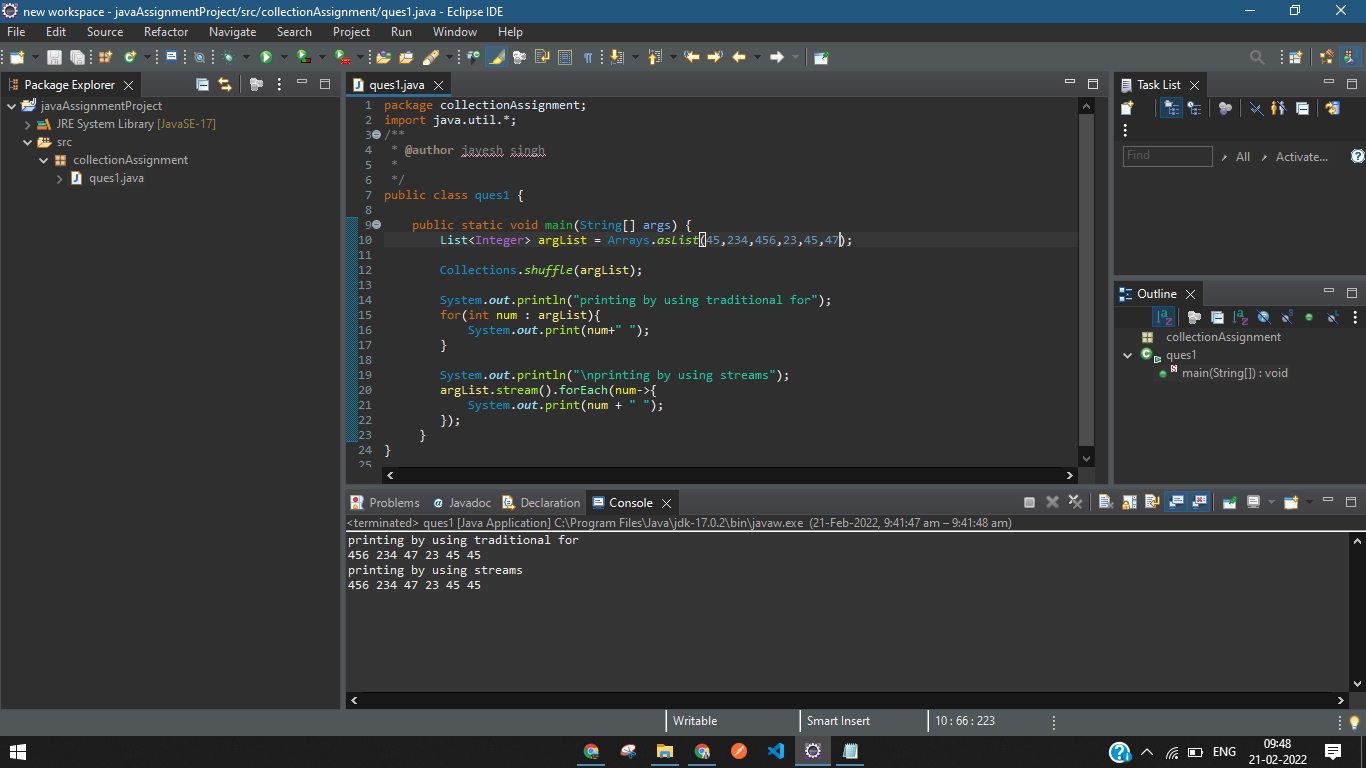 new workspace - javaAssignmentProject/src/collectionAssignment/ques1.java - Eclipse IDE
File Edit Source Refactor Navigate Search Project Run Window Help
Package Explorer
javaAssignmentProject
JRE System Library [JavaSE-17]
src
collectionAssignment
ques1.java
ques1.java
1 package collectionAssignment;
2 import java.util.*;
3 /**
4 * @author jayesh singh
5 *
6 */
7 public class ques1 {
8
9 public static void main(String[] args) {
10 List<Integer> argList = Arrays.asList(45,234,456,23,45,47);
11
12 Collections.shuffle(argList);
13
14 System.out.println("printing by using traditional for");
15 for(int num : argList){
16 System.out.print(num+" ");
17 }
18
19 System.out.println("\nprinting by using streams");
20 argList.stream().forEach(num->{
21 System.out.print(num + " ");
22 });
23 }
24 }
25
Task List
Find All Activate...
Outline
collectionAssignment
ques1
main(String[]) : void
Problems Javadoc Declaration Console
<terminated> ques1 [Java Application] C:\Program Files\Java\jdk-17.0.2\bin\javaw.exe (21-Feb-2022, 9:41:47 am – 9:41:48 am)
printing by using traditional for
456 234 47 23 45 45
printing by using streams
456 234 47 23 45 45
Writable Smart Insert 10 : 66 : 223
ENG 09:48
21-02-2022